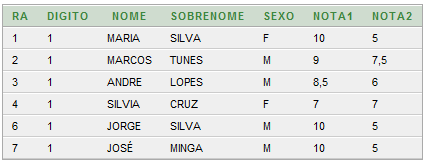 RA DIGITO NOME SOBRENOME SEXO NOTA1 NOTA2
1 1 MARIA SILVA F 10 5
2 1 MARCOS TUNES M 9 7,5
3 1 ANDRE LOPES M 8,5 6
4 1 SILVIA CRUZ F 7 7
6 1 JORGE SILVA M 10 5
7 1 JOSÉ MINGA M 10 5